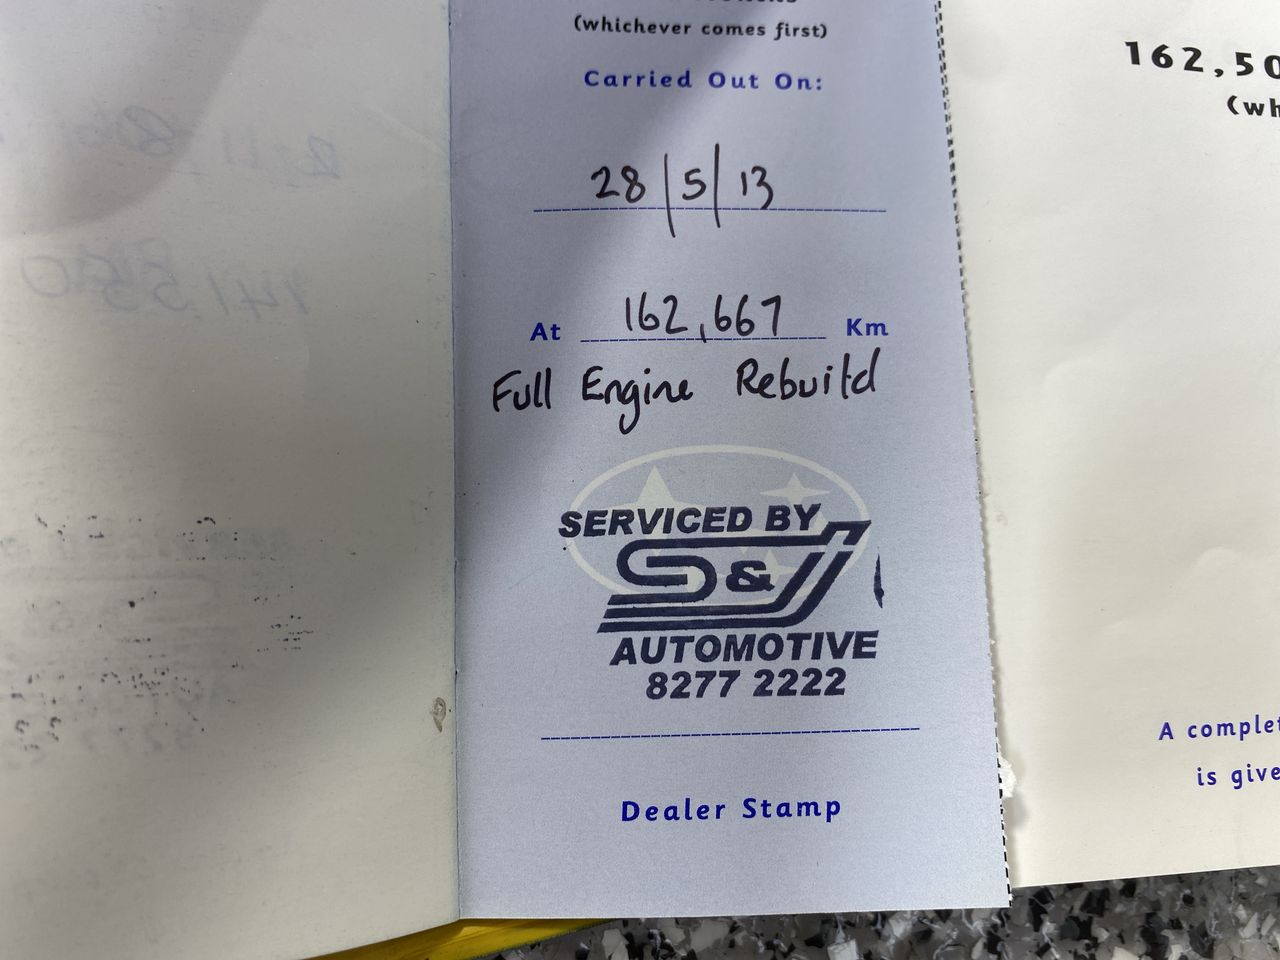 (whichever comes first)
Carried Out On:
28/5/13
At 162,667 Km
Full Engine Rebuild
SERVICED BY
S&J
AUTOMOTIVE
8277 2222
Dealer Stamp
162,50
(wh
A complet
is give